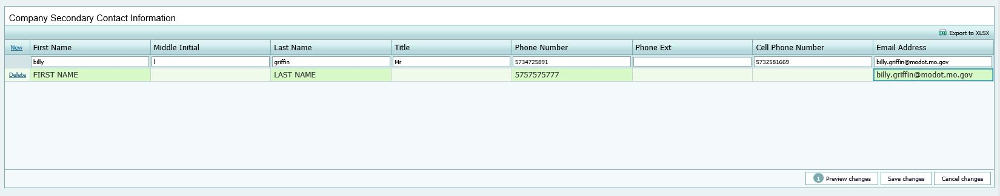 Company Secondary Contact Information
Export to XLSX
New First Name Middle Initial Last Name Title Phone Number Phone Ext Cell Phone Number Email Address
billy l griffin Mr 5734725891 5732581669 billy.griffin@modot.mo.gov
Delete FIRST NAME LAST NAME 5757575777 billy.griffin@modot.mo.gov
1 Preview changes Save changes Cancel changes